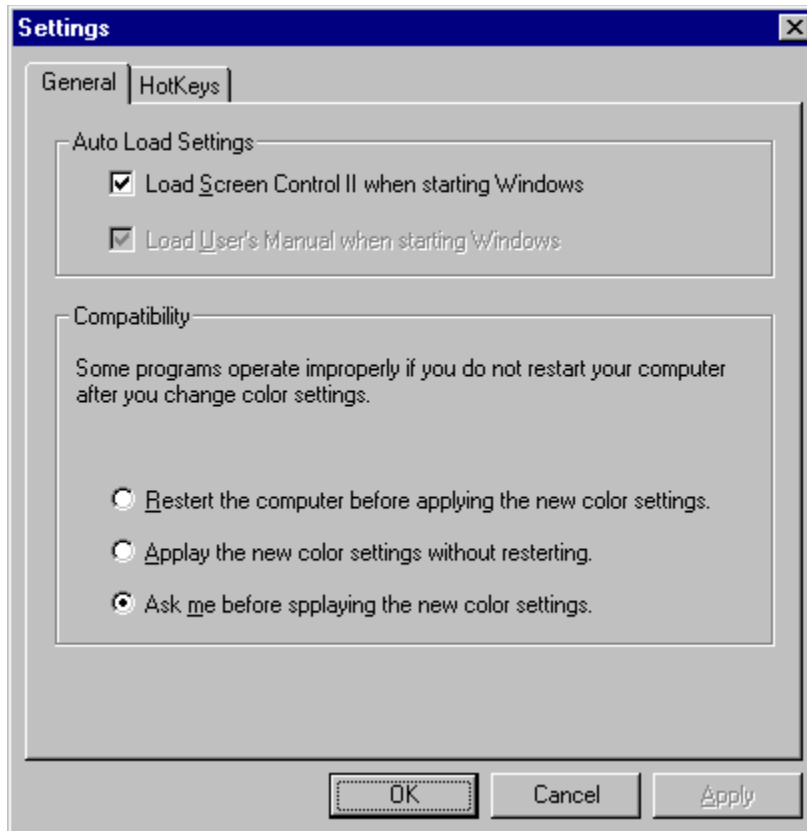 Settings
General HotKeys
Auto Load Settings
Load Screen Control II when starting Windows
Load User's Manual when starting Windows
Compatibility
Some programs operate improperly if you do not restart your computer
after you change color settings.
Restert the computer before applying the new color settings.
Applay the new color settings without resterting.
Ask me before spplaying the new color settings.
OK Cancel Apply